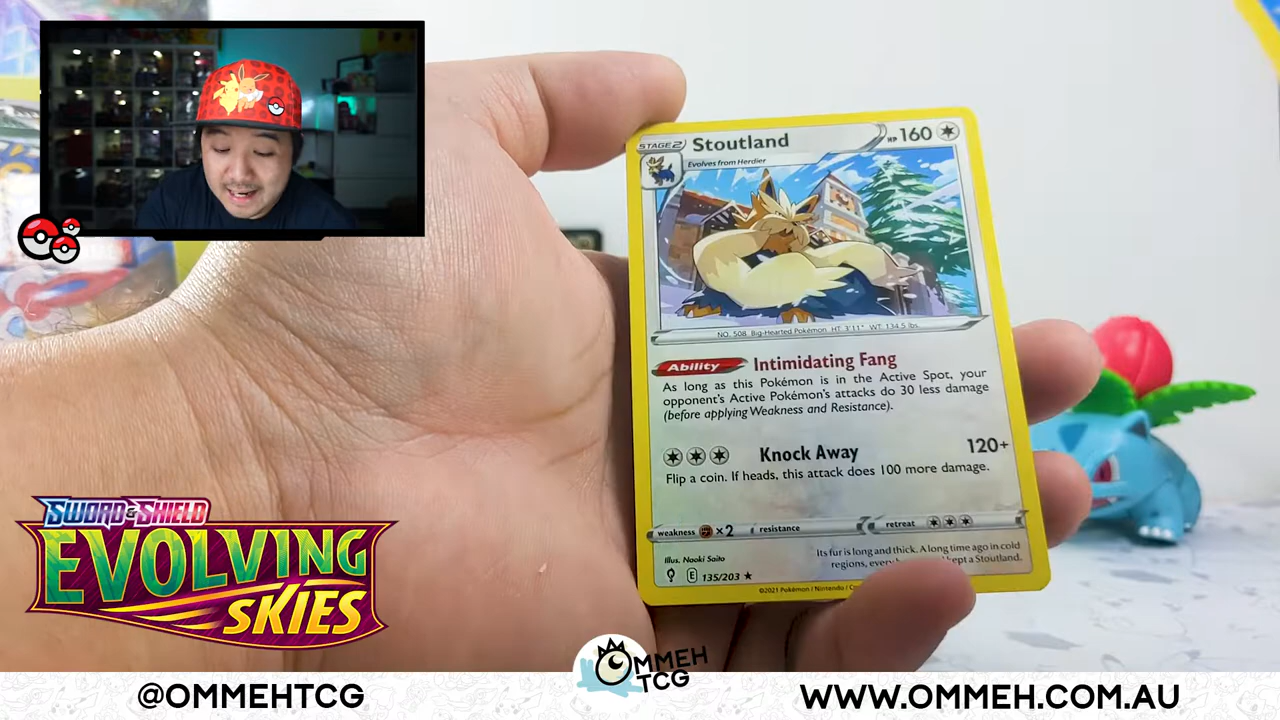 STAGE 2
Stoutland
HP 160
Evolves from Herdier
NO. 508 Big-Hearted Pokémon HT: 3'11" WT: 134.5 lbs.
Ability Intimidating Fang
As long as this Pokémon is in the Active Spot, your
opponent's Active Pokémon's attacks do 30 less damage
(before applying Weakness and Resistance).
Knock Away 120+
Flip a coin. If heads, this attack does 100 more damage.
weakness ×2 resistance retreat
Illus. Naoki Saito
Its fur is long and thick. A long time ago in cold
regions, kept a Stoutland.
E 135/203 ★
©2021 Pokémon / Nintendo /
SWORD & SHIELD
EVOLVING
SKIES
@OMMEHTCG
OMMEH
TCG
WWW.OMMEH.COM.AU